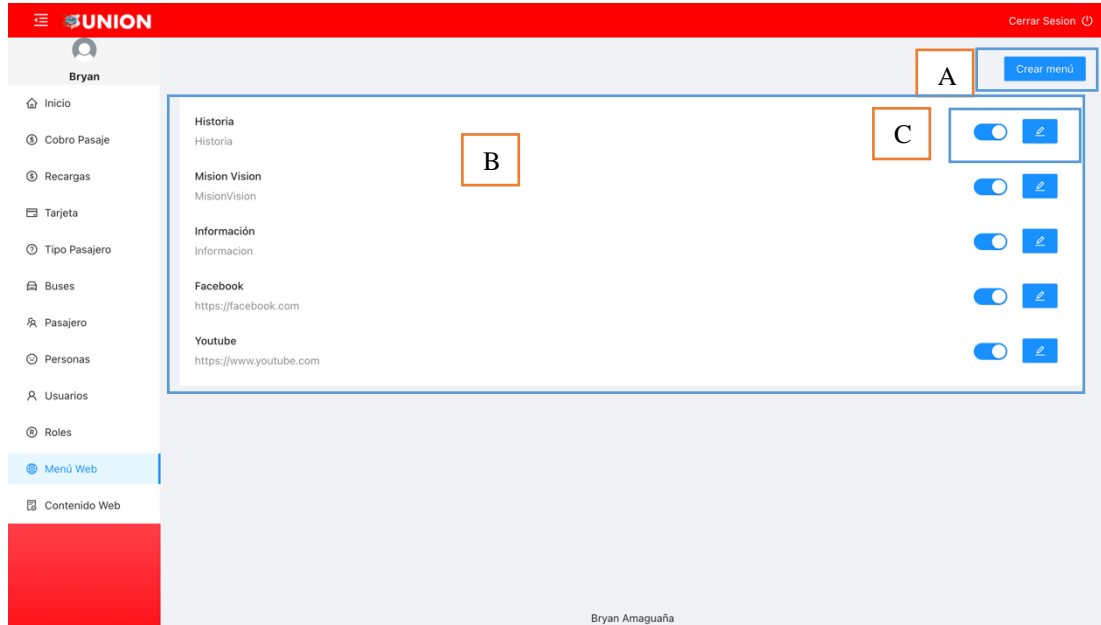 UNION
Cerrar Sesion
Bryan
Crear menú
A
Inicio
Cobro Pasaje
Recargas
Tarjeta
Tipo Pasajero
Buses
Pasajero
Personas
Usuarios
Roles
Menú Web
Contenido Web
B
C
Historia
Historia
Mision Vision
MisionVision
Información
Informacion
Facebook
https://facebook.com
Youtube
https://www.youtube.com
Bryan Amaguaña